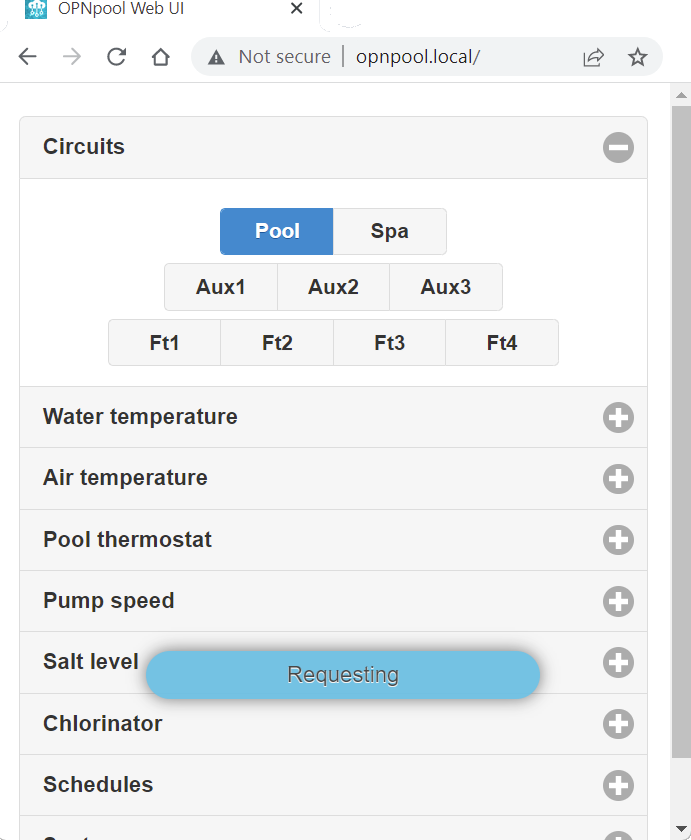 OPNpool Web UI
Not secure | opnpool.local/
Circuits
Pool Spa
Aux1 Aux2 Aux3
Ft1 Ft2 Ft3 Ft4
Water temperature
Air temperature
Pool thermostat
Pump speed
Salt level
Requesting
Chlorinator
Schedules